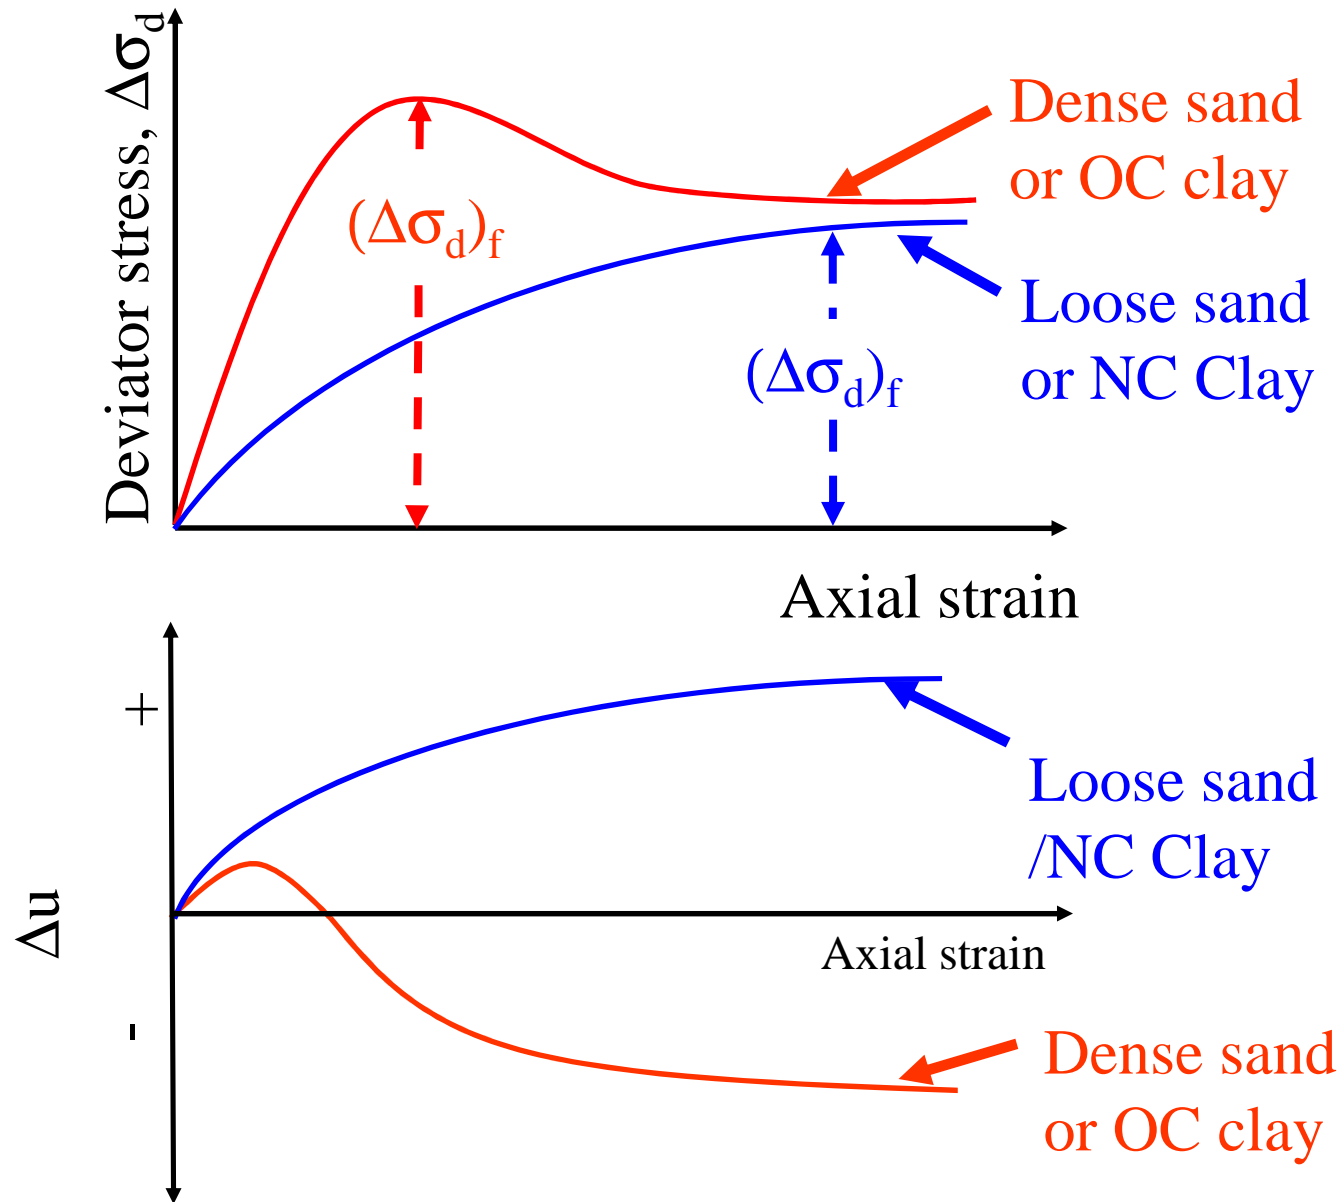 Deviator stress, Δσd
Dense sand
or OC clay
(Δσd)f
Loose sand
or NC Clay
(Δσd)f
Axial strain
+
Loose sand
/NC Clay
Δu
Axial strain
-
Dense sand
or OC clay